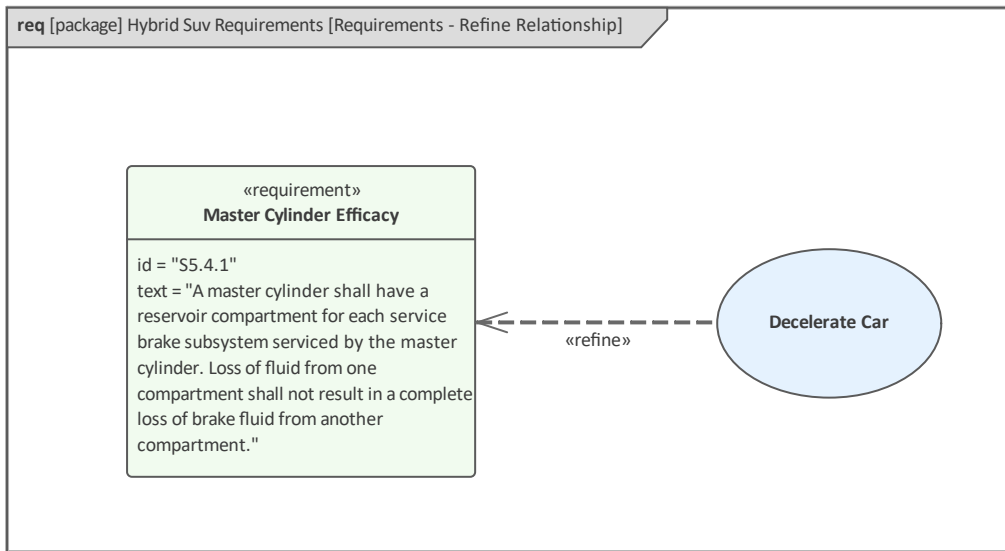 req [package] Hybrid Suv Requirements [Requirements - Refine Relationship]
«requirement»
Master Cylinder Efficacy
id = "S5.4.1"
text = "A master cylinder shall have a
reservoir compartment for each service
brake subsystem serviced by the master
cylinder. Loss of fluid from one
compartment shall not result in a complete
loss of brake fluid from another
compartment."
«refine»
Decelerate Car